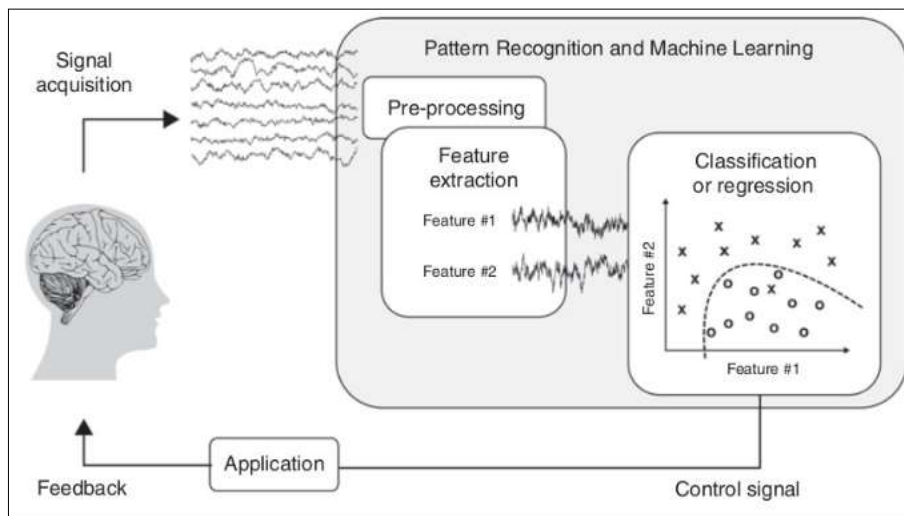 Signal
acquisition
Pattern Recognition and Machine Learning
Pre-processing
Feature
extraction
Feature #1
Feature #2
Classification
or regression
Feature #2
Feature #1
Application
Feedback
Control signal